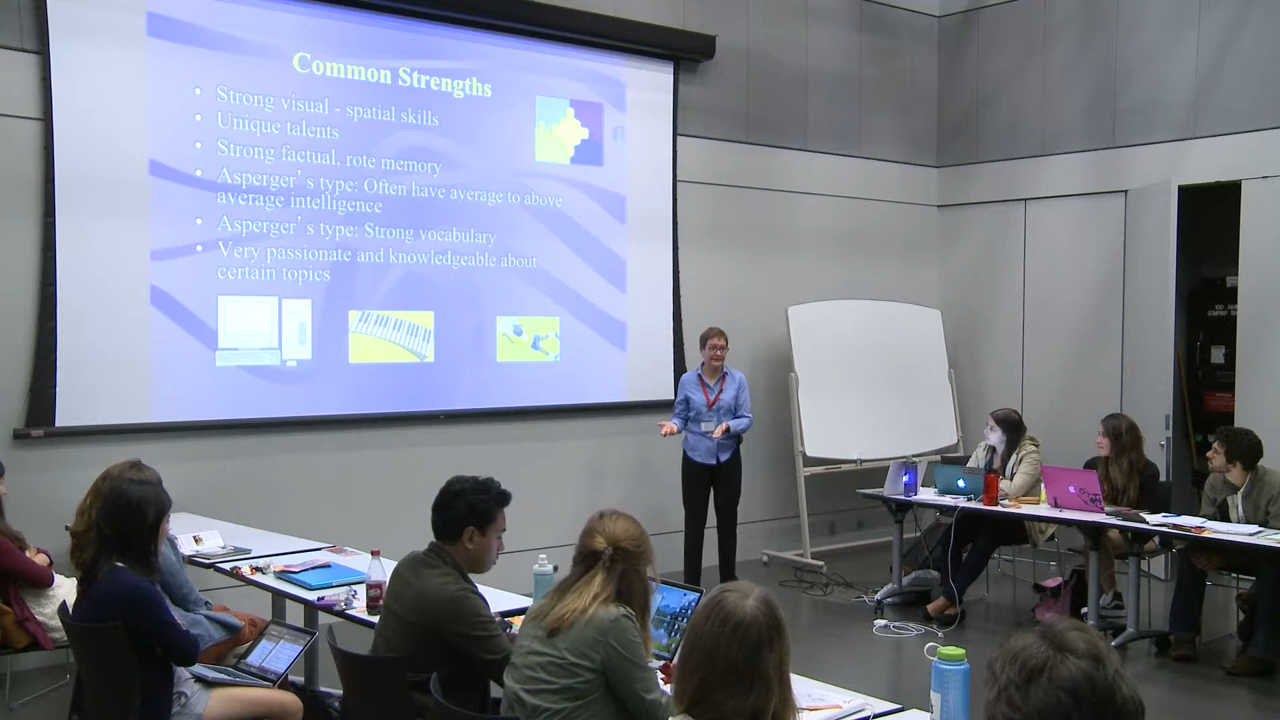 Common Strengths
• Strong visual - spatial skills
• Unique talents
• Strong factual, rote memory
• Asperger’s type: Often have average to above
average intelligence
• Asperger’s type: Strong vocabulary
• Very passionate and knowledgeable about
certain topics